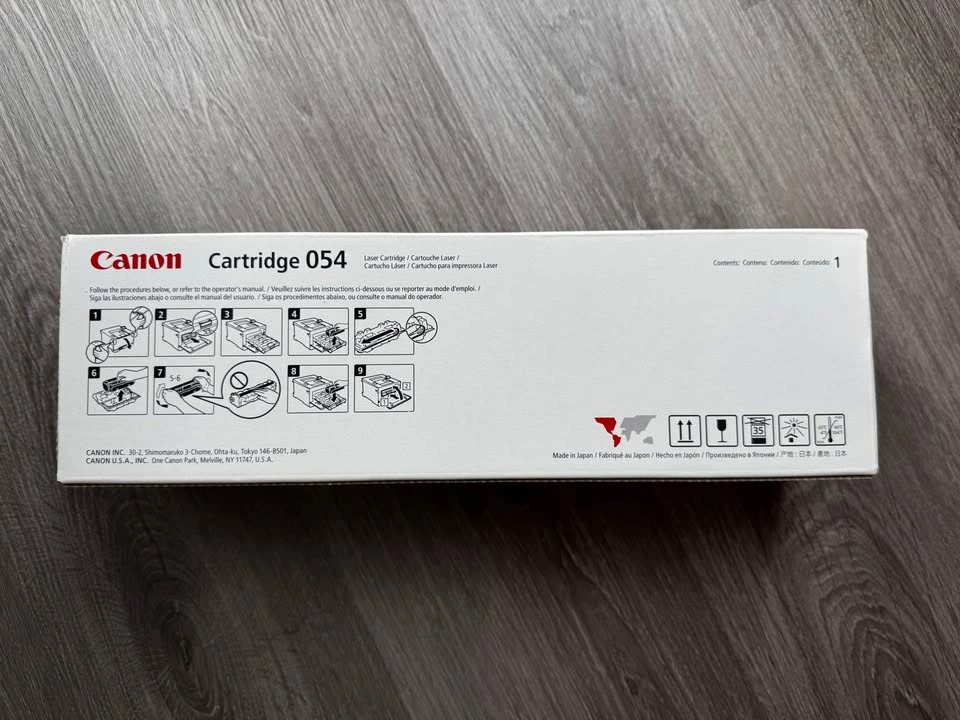 Canon Cartridge 054
Laser Cartridge / Cartouche Laser /
Cartucho Láser / Cartucho para impressora Laser
Contents: Contenu: Contenido: Conteúdo: 1
Follow the procedures below, or refer to the operator's manual. / Veuillez suivre les instructions ci-dessous ou se reporter au mode d'emploi. /
Siga las ilustraciones abajo o consulte el manual del usuario. / Siga os procedimentos abaixo, ou consulte o manual do operador.
1 2 3 4 5
6 7 5-6 8 9 1 2
35
CANON INC. 30-2, Shimomaruko 3-Chome, Ohta-ku, Tokyo 146-8501, Japan
CANON U.S.A., INC. One Canon Park, Melville, NY 11747, U.S.A.
Made in Japan / Fabriqué au Japon / Hecho en Japón / Произведено в Японии / 产地 : 日本 / 產地 : 日本